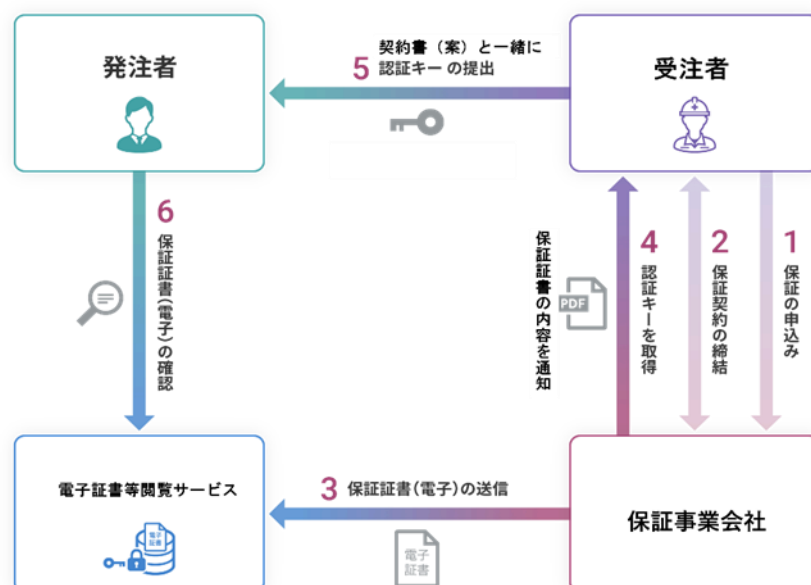 発注者
契約書(案)と一緒に
5 認証キーの提出
受注者
6 保証証書(電子)の確認
保証証書の内容を通知
PDF
4 認証キーを取得
2 保証契約の締結
1 保証の申込み
電子証書等閲覧サービス
電子
証書
3 保証証書(電子)の送信
電子
証書
保証事業会社